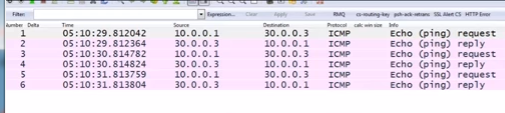 Filter: Expression... Clear Apply Save RMQ cs-routing-key psh-ack-retrans SSL Alert CS HTTP Error
Number Delta Time Source Destination Protocol calc win size Info
1 05:10:29.812042 10.0.0.1 30.0.0.3 ICMP Echo (ping) request
2 05:10:29.812364 30.0.0.3 10.0.0.1 ICMP Echo (ping) reply
3 05:10:30.814782 10.0.0.1 30.0.0.3 ICMP Echo (ping) request
4 05:10:30.814824 30.0.0.3 10.0.0.1 ICMP Echo (ping) reply
5 05:10:31.813759 10.0.0.1 30.0.0.3 ICMP Echo (ping) request
6 05:10:31.813804 30.0.0.3 10.0.0.1 ICMP Echo (ping) reply